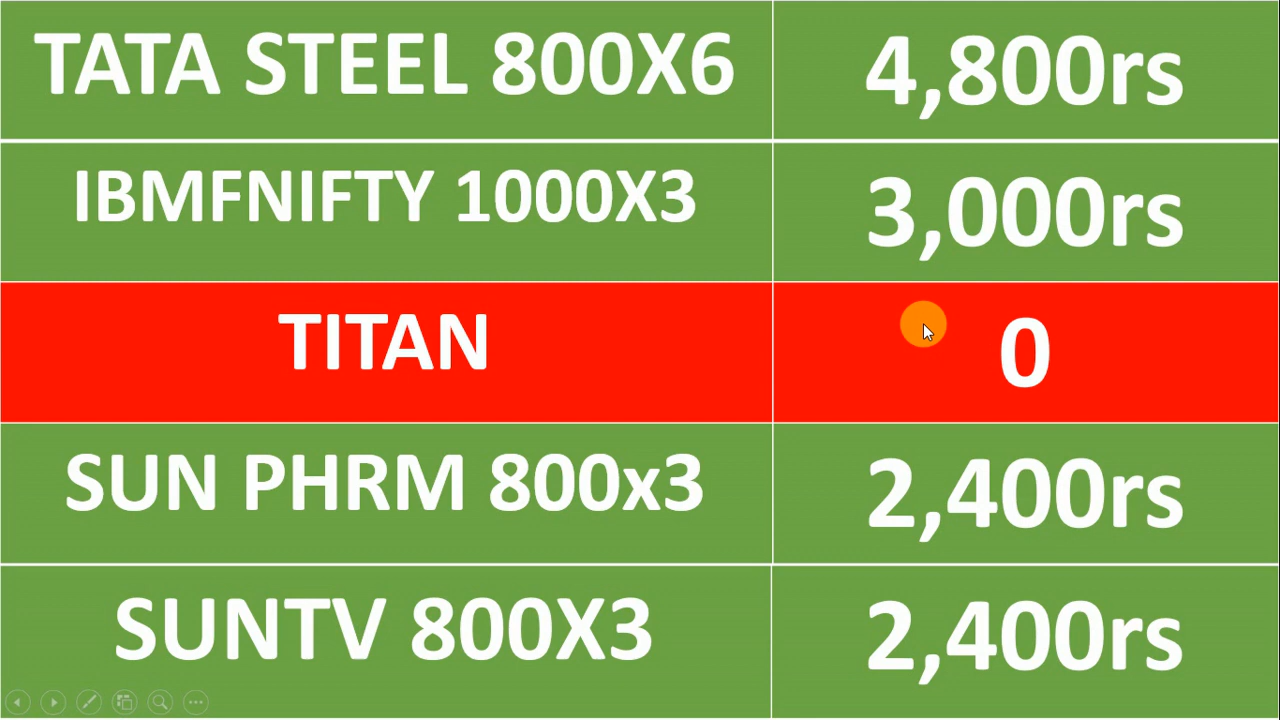 TATA STEEL 800X6 4,800rs
IBMFNIFTY 1000X3 3,000rs
TITAN 0
SUN PHRM 800x3 2,400rs
SUNTV 800X3 2,400rs